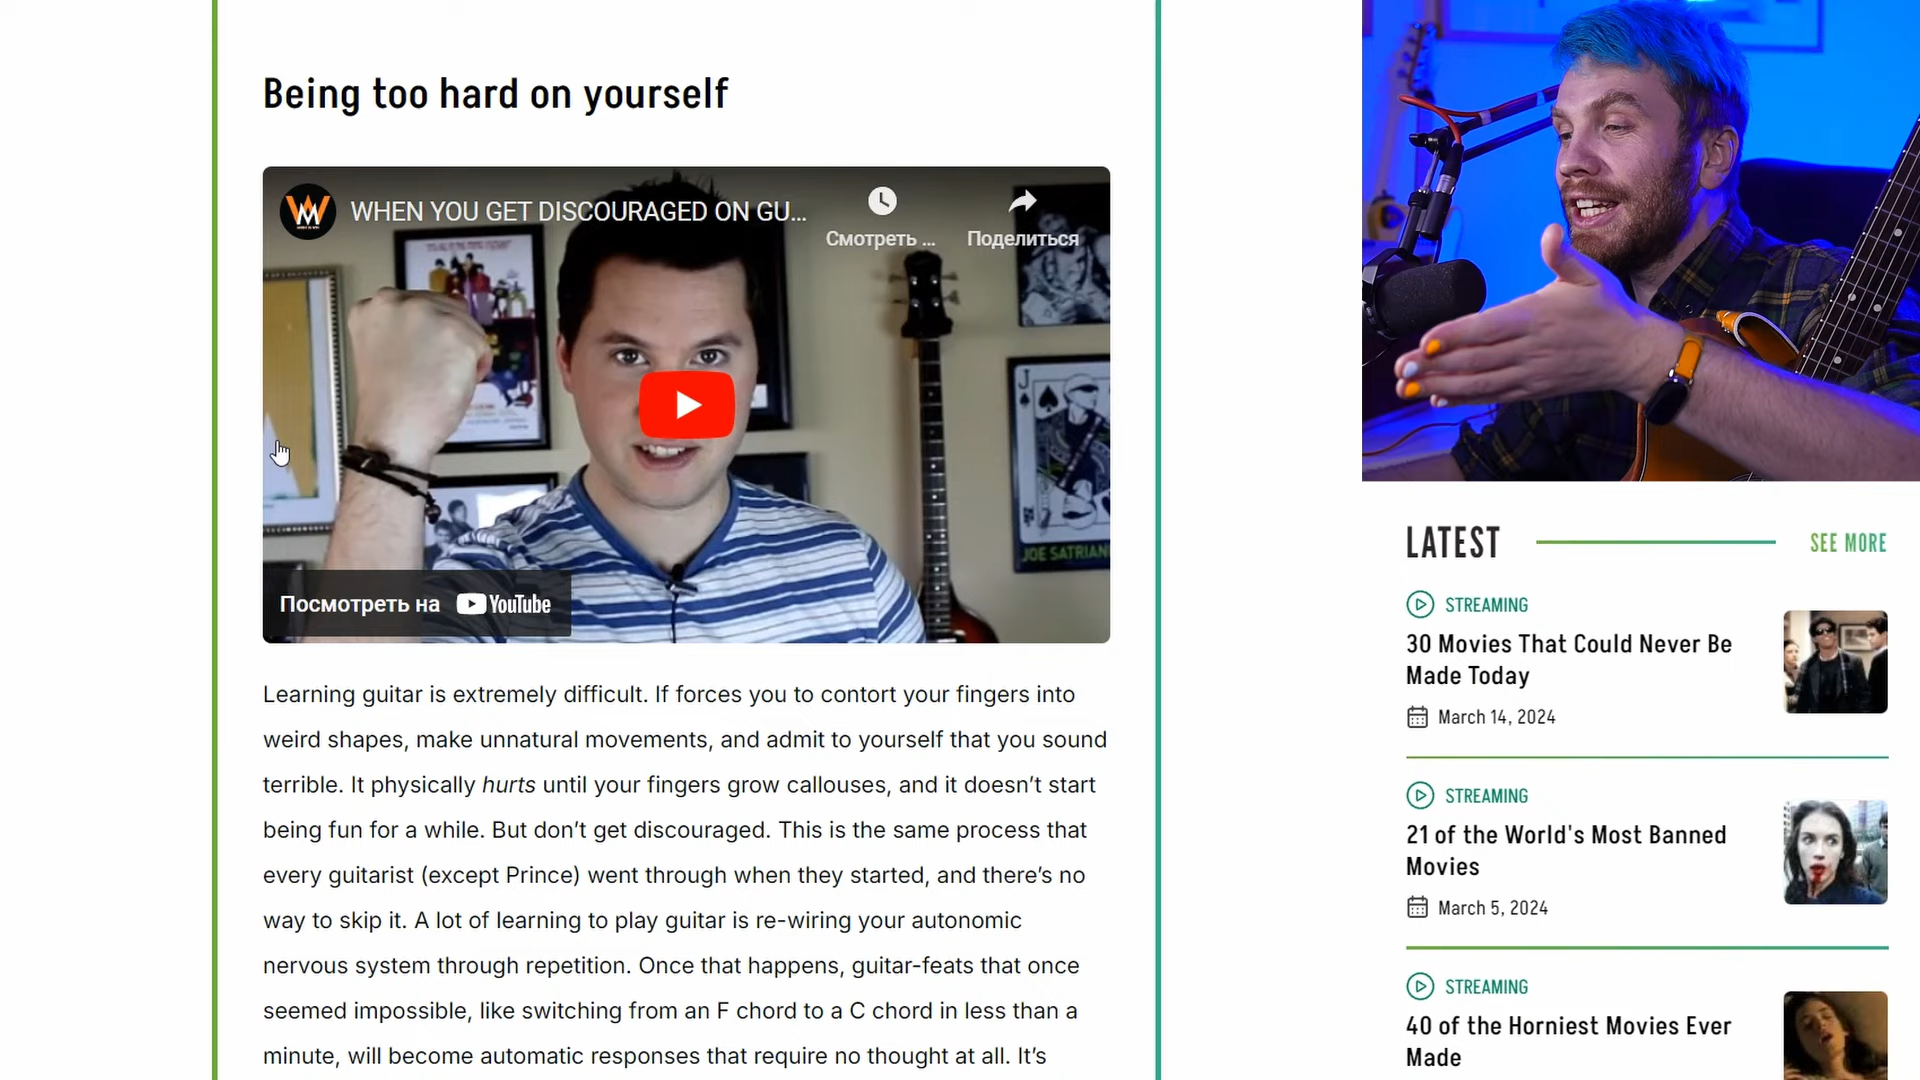 Being too hard on yourself
WHEN YOU GET DISCOURAGED ON GU...
Смотреть ...
Поделиться
J
JOE SATRIAN
Посмотреть на YouTube
Learning guitar is extremely difficult. If forces you to contort your fingers into
weird shapes, make unnatural movements, and admit to yourself that you sound
terrible. It physically hurts until your fingers grow callouses, and it doesn’t start
being fun for a while. But don’t get discouraged. This is the same process that
every guitarist (except Prince) went through when they started, and there’s no
way to skip it. A lot of learning to play guitar is re-wiring your autonomic
nervous system through repetition. Once that happens, guitar-feats that once
seemed impossible, like switching from an F chord to a C chord in less than a
minute, will become automatic responses that require no thought at all. It’s
LATEST
SEE MORE
STREAMING
30 Movies That Could Never Be
Made Today
March 14, 2024
STREAMING
21 of the World's Most Banned
Movies
March 5, 2024
STREAMING
40 of the Horniest Movies Ever
Made